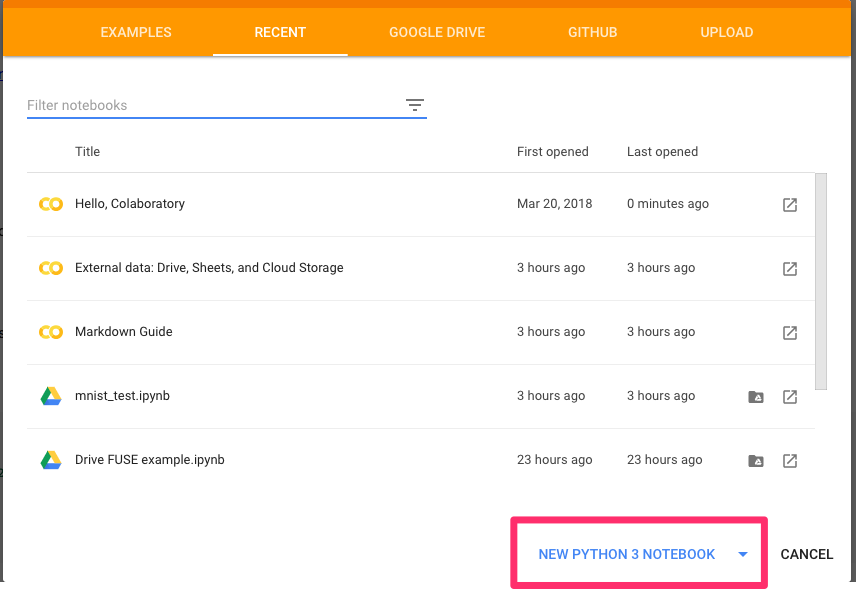 EXAMPLES RECENT GOOGLE DRIVE GITHUB UPLOAD
Filter notebooks
Title First opened Last opened
Hello, Colaboratory Mar 20, 2018 0 minutes ago
External data: Drive, Sheets, and Cloud Storage 3 hours ago 3 hours ago
Markdown Guide 3 hours ago 3 hours ago
mnist_test.ipynb 3 hours ago 3 hours ago
Drive FUSE example.ipynb 23 hours ago 23 hours ago
NEW PYTHON 3 NOTEBOOK CANCEL